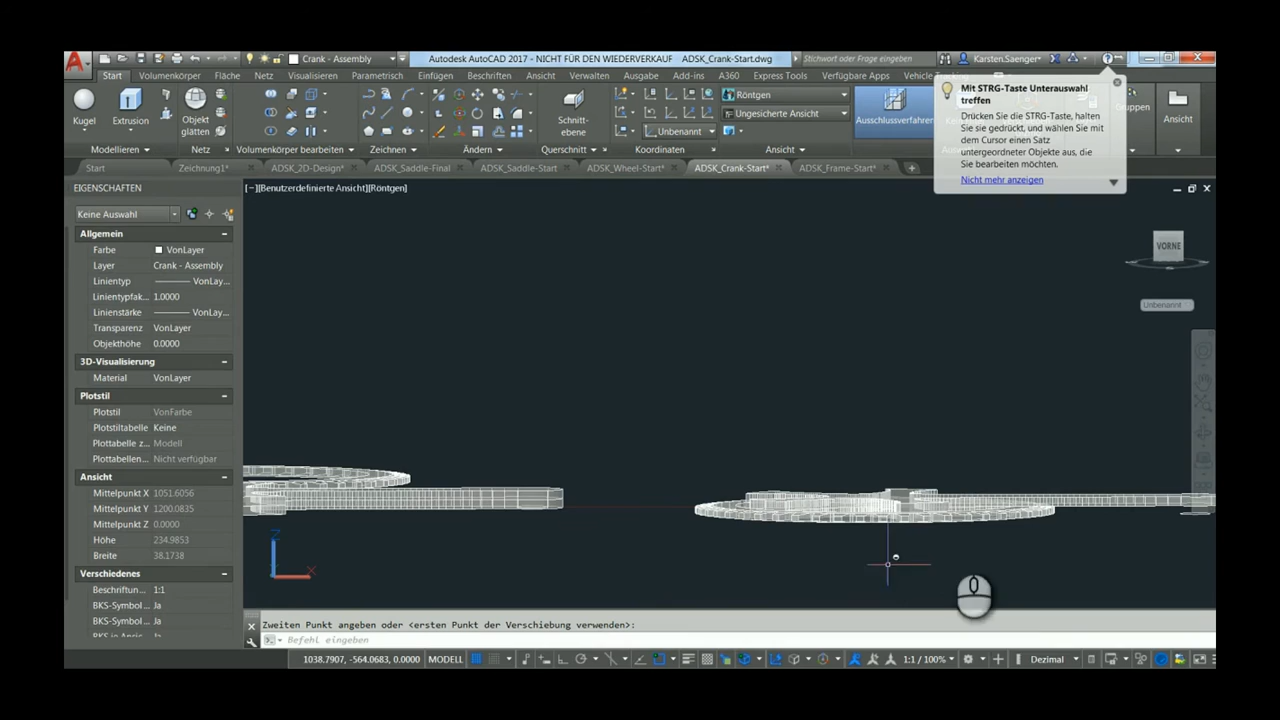 Crank - Assembly
Autodesk AutoCAD 2017 - NICHT FÜR DEN WIEDERVERKAUF ADSK_Crank-Start.dwg
Stichwort oder Frage eingeben
Karsten.Saenger
Start Volumenkörper Fläche Netz Visualisieren Parametrisch Einfügen Beschriften Ansicht Verwalten Ausgabe Add-ins A360 Express Tools Verfügbare Apps Vehicle
Kugel
Extrusion
Objekt
glätten
Schnitt-
ebene
Röntgen
Ungesicherte Ansicht
Unbenannt
Ausschlussverfahren
Gruppen
Ansicht
Modellieren
Netz
Volumenkörper bearbeiten
Zeichnen
Ändern
Querschnitt
Koordinaten
Ansicht
Mit STRG-Taste Unterauswahl
treffen
Drücken Sie die STRG-Taste, halten
Sie sie gedrückt, und wählen Sie mit
dem Cursor einen Satz
untergeordneter Objekte aus, die
Sie bearbeiten möchten.
Nicht mehr anzeigen
Start
Zeichnung1*
ADSK_2D-Design*
ADSK_Saddle-Final
ADSK_Saddle-Start
ADSK_Wheel-Start*
ADSK_Crank-Start*
ADSK_Frame-Start*
EIGENSCHAFTEN
[−][Benutzerdefinierte Ansicht][Röntgen]
Keine Auswahl
Allgemein
Farbe VonLayer
Layer Crank - Assembly
Linientyp VonLay...
Linientypfak... 1.0000
Linienstärke VonLay...
Transparenz VonLayer
Objekthöhe 0.0000
3D-Visualisierung
Material VonLayer
Plotstil
Plotstil VonFarbe
Plotstiltabelle Keine
Plottabelle z... Modell
Plottabellen... Nicht verfügbar
Ansicht
Mittelpunkt X 1051.6056
Mittelpunkt Y 1200.0835
Mittelpunkt Z 0.0000
Höhe 234.9853
Breite 38.1738
Verschiedenes
Beschriftun... 1:1
BKS-Symbol ... Ja
BKS-Symbol ... Ja
VORNE
Unbenannt
Z
X
Zweiten Punkt angeben oder <ersten Punkt der Verschiebung verwenden>:
Befehl eingeben
1038.7907, -564.0683, 0.0000 MODELL
1:1 / 100%
Dezimal